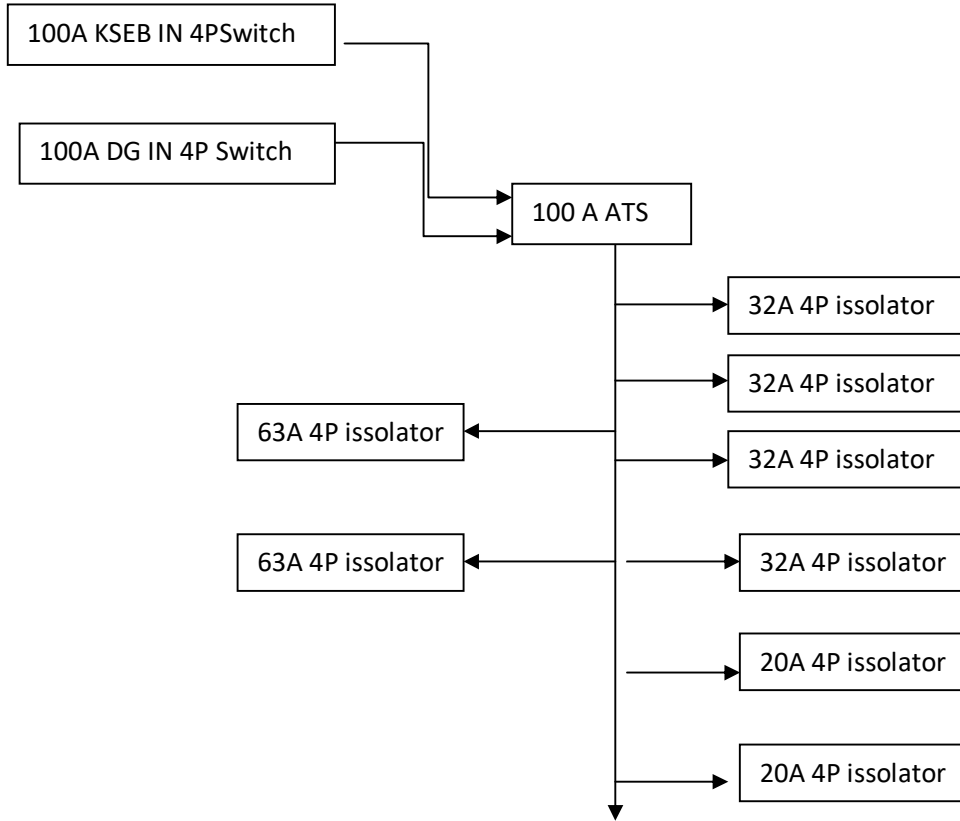 100A KSEB IN 4PSwitch
100A DG IN 4P Switch
100 A ATS
32A 4P issolator
32A 4P issolator
63A 4P issolator
32A 4P issolator
63A 4P issolator
32A 4P issolator
20A 4P issolator
20A 4P issolator